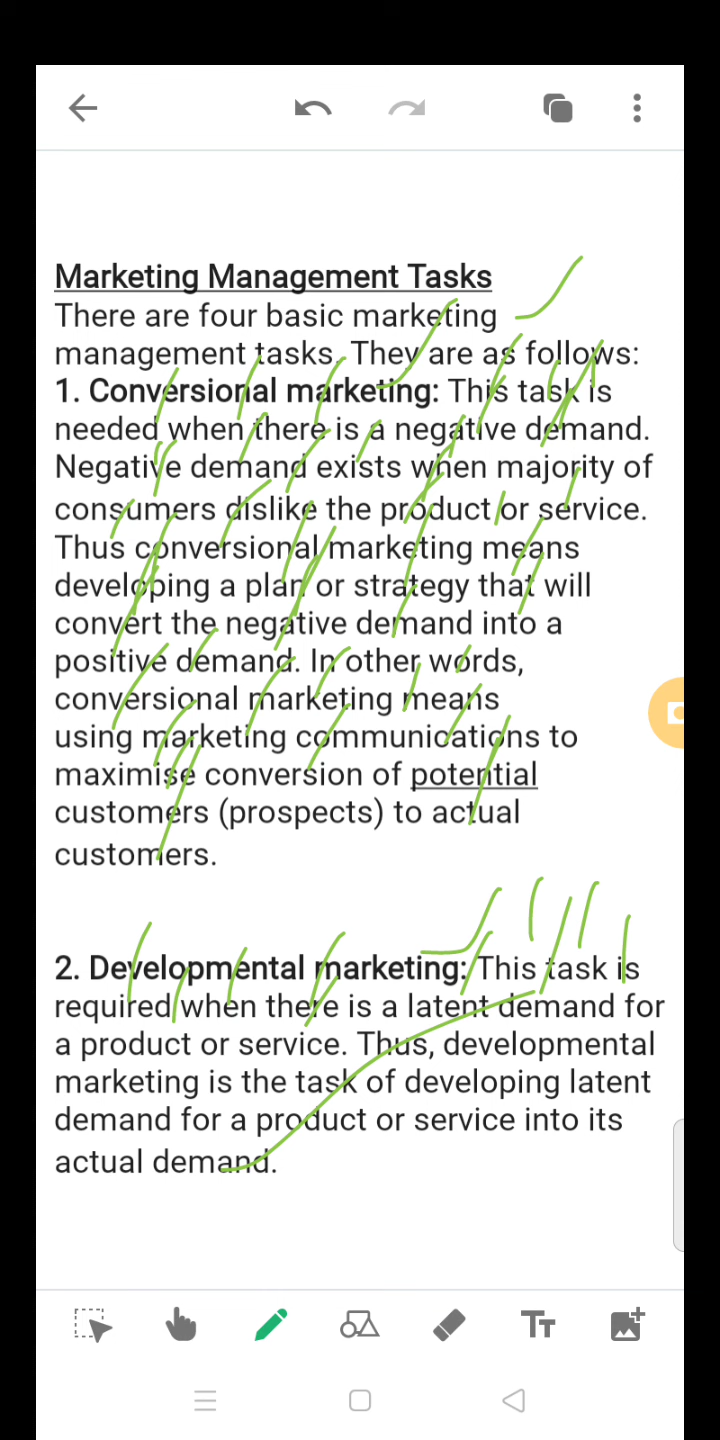 Marketing Management Tasks
There are four basic marketing
management tasks. They are as follows:
1. Conversional marketing: This task is
needed when there is a negative demand.
Negative demand exists when majority of
consumers dislike the product or service.
Thus conversional marketing means
developing a plan or strategy that will
convert the negative demand into a
positive demand. In other words,
conversional marketing means
using marketing communications to
maximise conversion of potential
customers (prospects) to actual
customers.
2. Developmental marketing: This task is
required when there is a latent demand for
a product or service. Thus, developmental
marketing is the task of developing latent
demand for a product or service into its
actual demand.
Tт